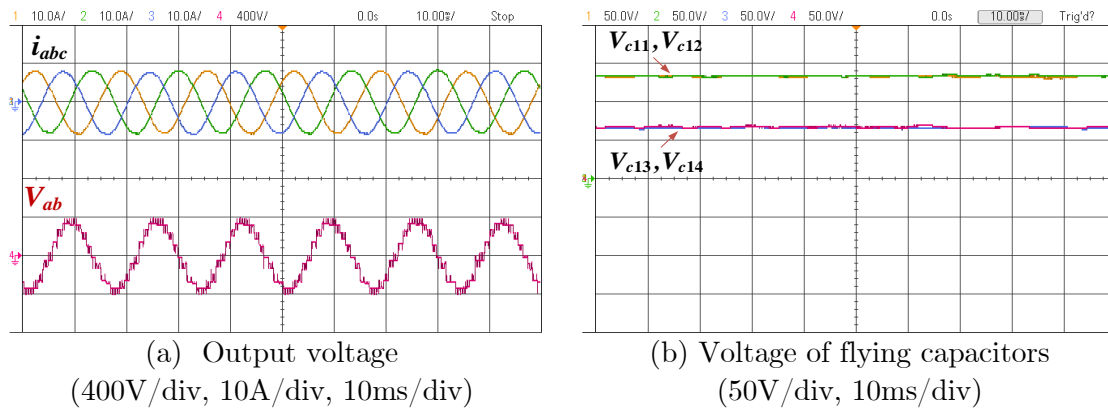 1 10.0A/ 2 10.0A/ 3 10.0A/ 4 400V/ 0.0s 10.00ms/ Stop
i_abc
V_ab
(a) Output voltage
(400V/div, 10A/div, 10ms/div)
1 50.0V/ 2 50.0V/ 3 50.0V/ 4 50.0V/ 0.0s 10.00ms/ Trig'd?
V_c11, V_c12
V_c13, V_c14
(b) Voltage of flying capacitors
(50V/div, 10ms/div)